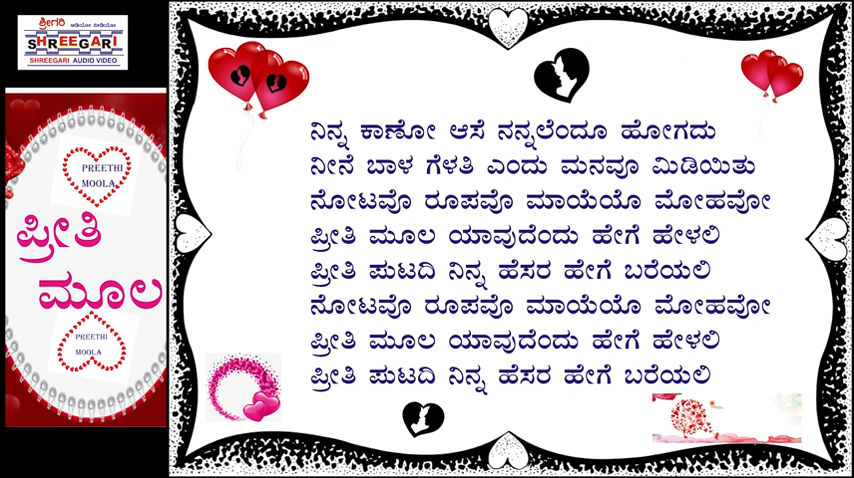 ಶ್ರೀಗರಿ ಆಡಿಯೋ ವೀಡಿಯೋ
SHREEGARI
SHREEGARI AUDIO VIDEO
PREETHI
MOOLA
ಪ್ರೀತಿ
ಮೂಲ
PREETHI
MOOLA
ನಿನ್ನ ಕಾಣೋ ಆಸೆ ನನ್ನಲೆಂದೂ ಹೋಗದು
ನೀನೆ ಬಾಳ ಗೆಳತಿ ಎಂದು ಮನವೂ ಮಿಡಿಯಿತು
ನೋಟವೊ ರೂಪವೊ ಮಾಯೆಯೊ ಮೋಹವೋ
ಪ್ರೀತಿ ಮೂಲ ಯಾವುದೆಂದು ಹೇಗೆ ಹೇಳಲಿ
ಪ್ರೀತಿ ಪುಟದಿ ನಿನ್ನ ಹೆಸರ ಹೇಗೆ ಬರೆಯಲಿ
ನೋಟವೊ ರೂಪವೊ ಮಾಯೆಯೊ ಮೋಹವೋ
ಪ್ರೀತಿ ಮೂಲ ಯಾವುದೆಂದು ಹೇಗೆ ಹೇಳಲಿ
ಪ್ರೀತಿ ಪುಟದಿ ನಿನ್ನ ಹೆಸರ ಹೇಗೆ ಬರೆಯಲಿ